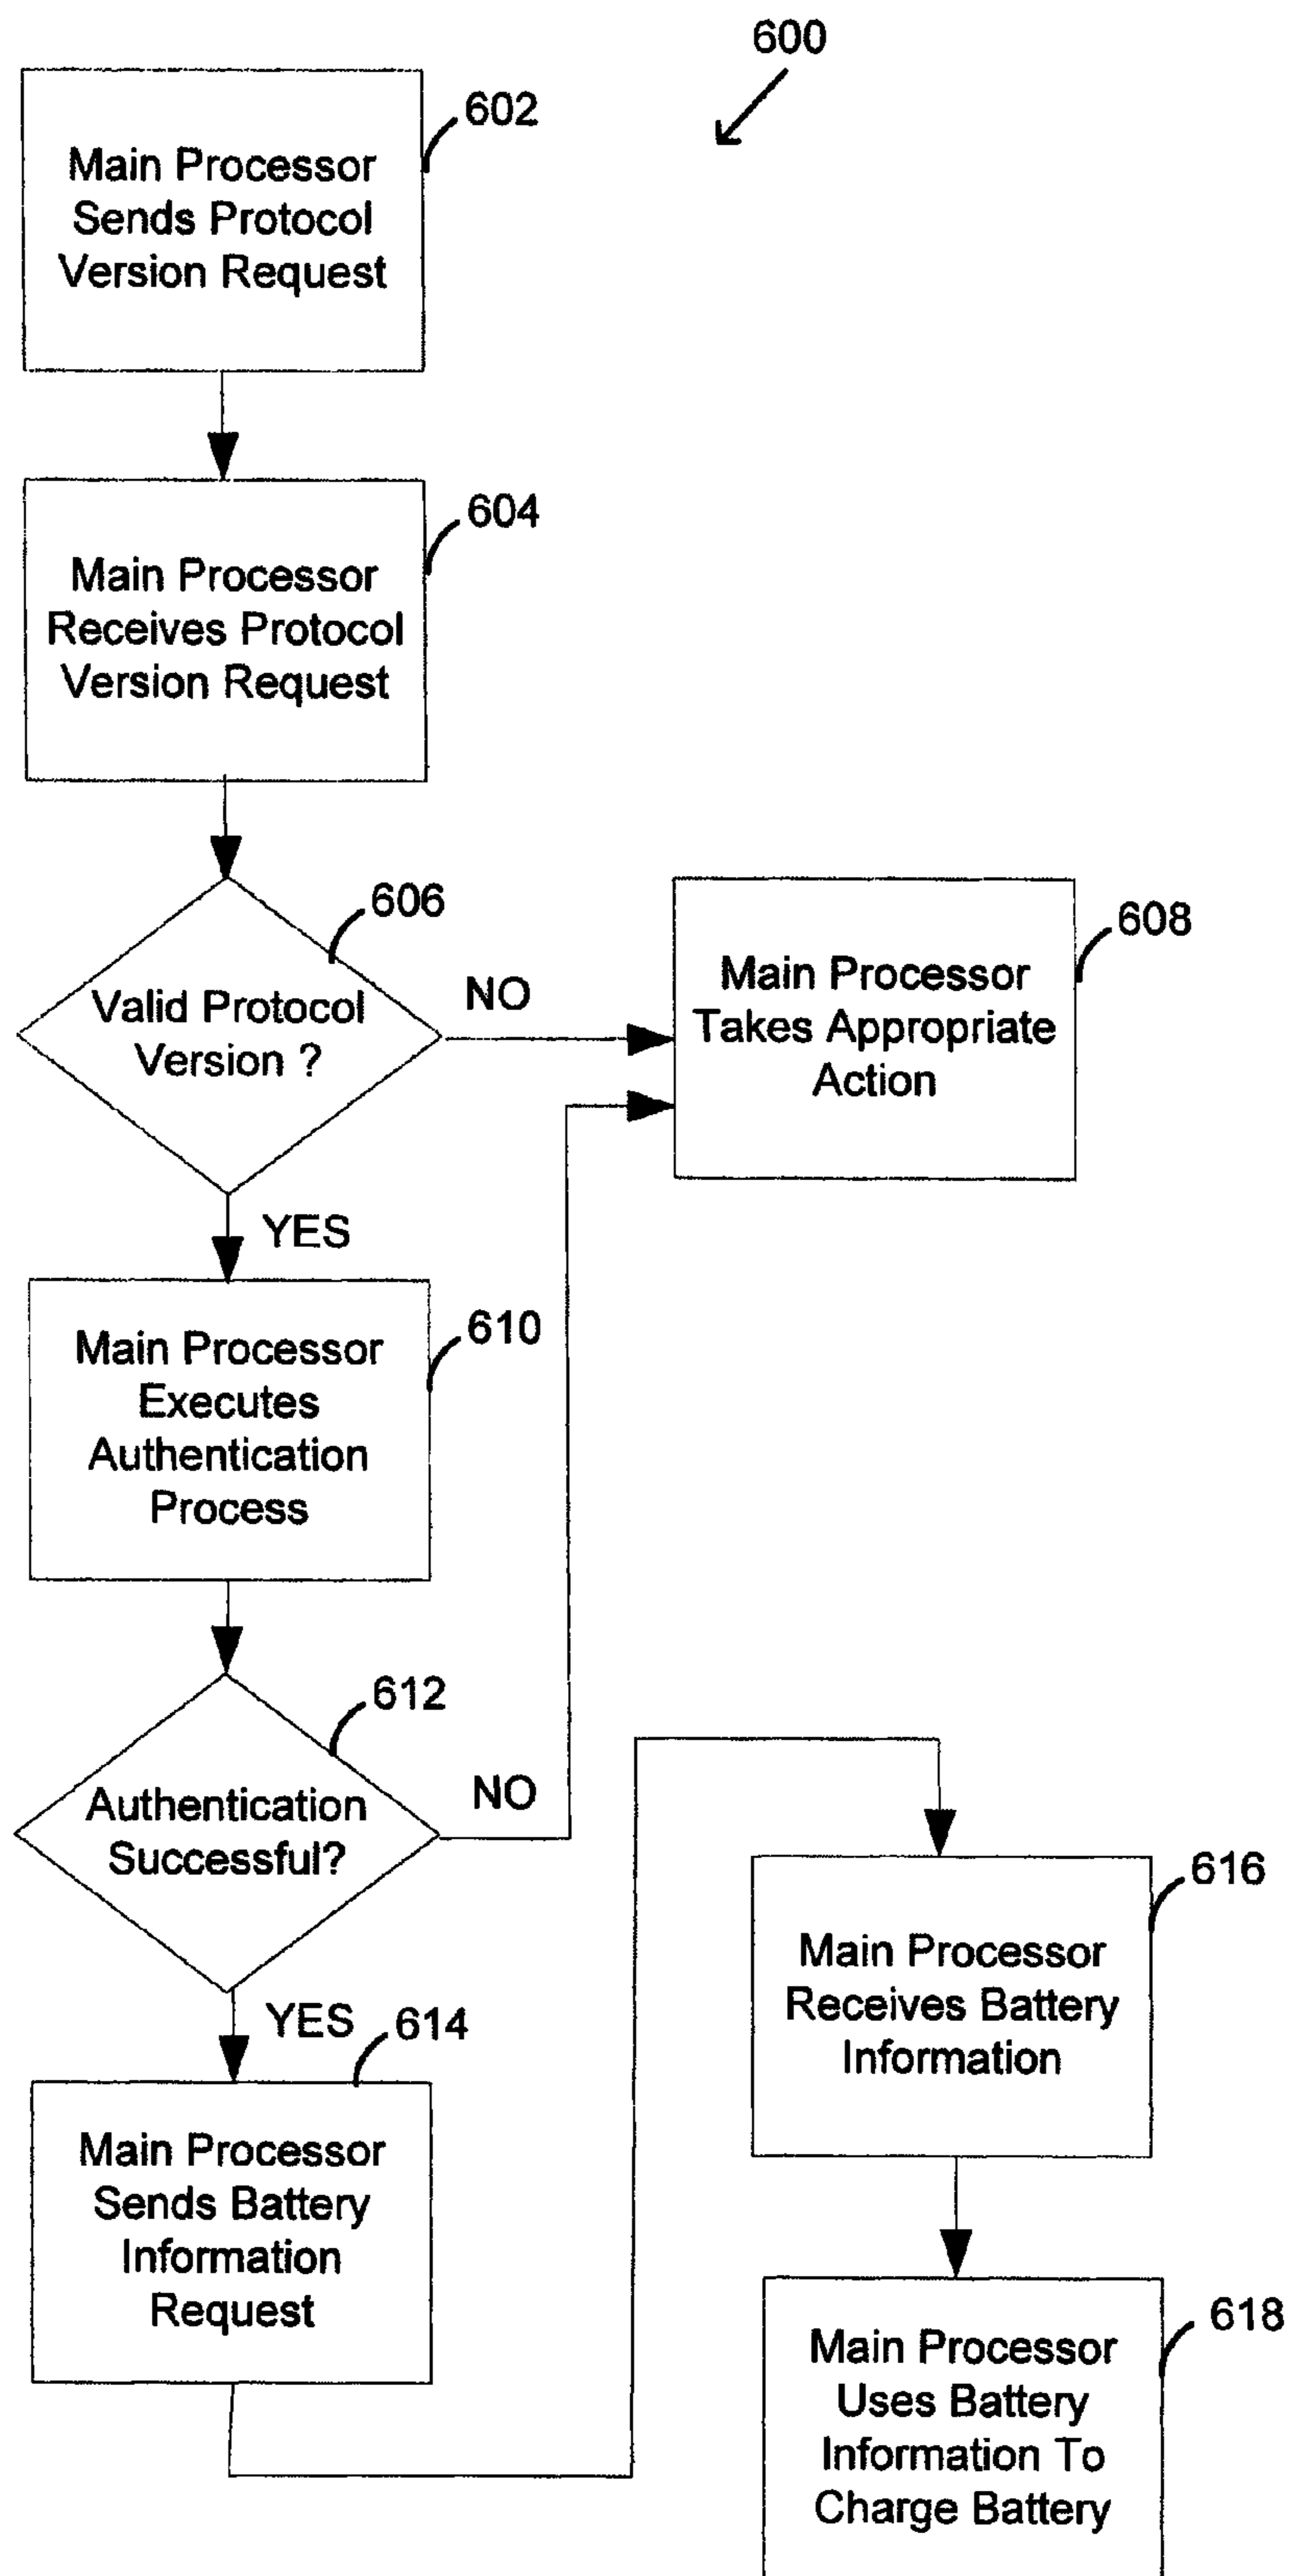 600
602
Main Processor
Sends Protocol
Version Request
604
Main Processor
Receives Protocol
Version Request
606
Valid Protocol
Version ?
NO
608
Main Processor
Takes Appropriate
Action
YES
610
Main Processor
Executes
Authentication
Process
612
Authentication
Successful?
NO
YES
614
Main Processor
Sends Battery
Information
Request
616
Main Processor
Receives Battery
Information
618
Main Processor
Uses Battery
Information To
Charge Battery